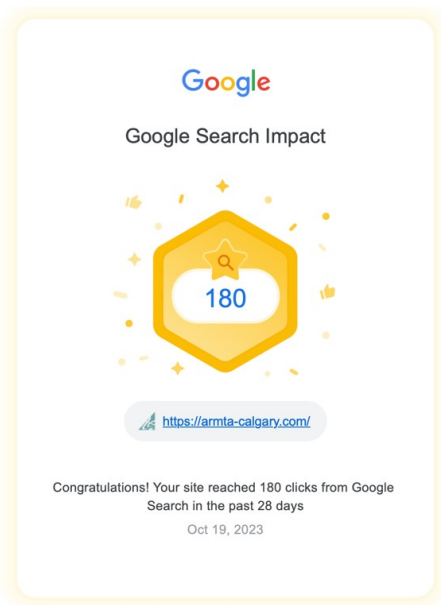 Google
Google Search Impact
180
https://armta-calgary.com/
Congratulations! Your site reached 180 clicks from Google
Search in the past 28 days
Oct 19, 2023